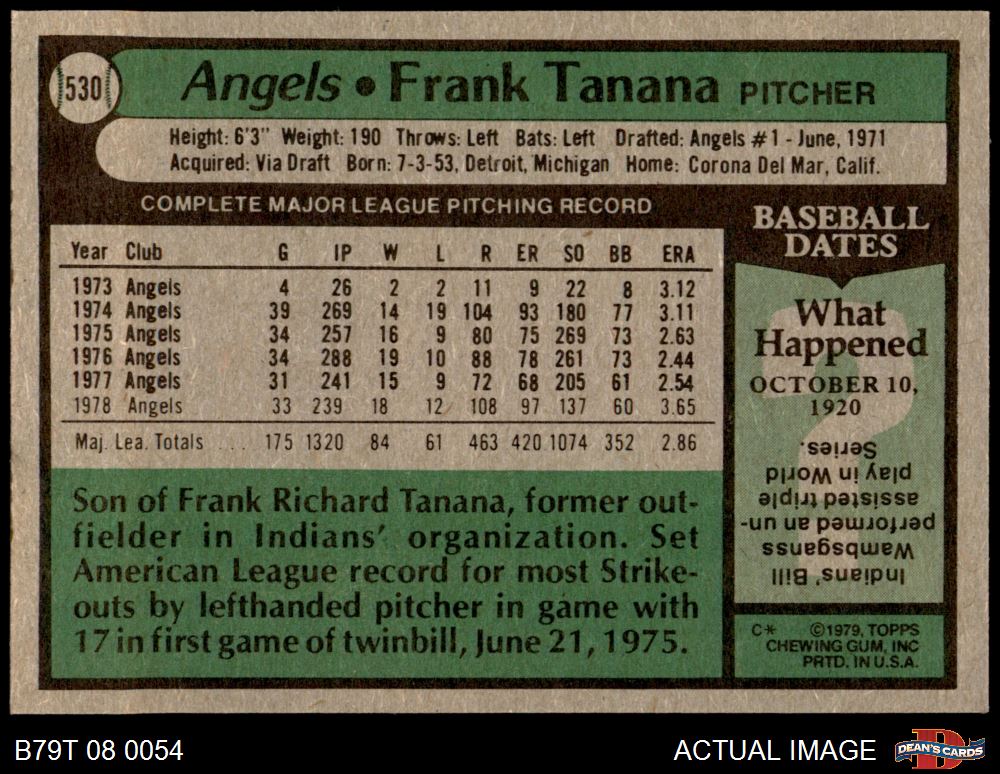 530
Angels • Frank Tanana PITCHER
Height: 6'3" Weight: 190 Throws: Left Bats: Left Drafted: Angels #1 - June, 1971
Acquired: Via Draft Born: 7-3-53, Detroit, Michigan Home: Corona Del Mar, Calif.
COMPLETE MAJOR LEAGUE PITCHING RECORD
Year Club G IP W L R ER SO BB ERA
1973 Angels 4 26 2 2 11 9 22 8 3.12
1974 Angels 39 269 14 19 104 93 180 77 3.11
1975 Angels 34 257 16 9 80 75 269 73 2.63
1976 Angels 34 288 19 10 88 78 261 73 2.44
1977 Angels 31 241 15 9 72 68 205 61 2.54
1978 Angels 33 239 18 12 108 97 137 60 3.65
Maj. Lea. Totals ... 175 1320 84 61 463 420 1074 352 2.86
Son of Frank Richard Tanana, former out-
fielder in Indians' organization. Set
American League record for most Strike-
outs by lefthanded pitcher in game with
17 in first game of twinbill, June 21, 1975.
BASEBALL
DATES
What
Happened
OCTOBER 10,
1920
Indians' Bill
Wambsganss
performed an un-
assisted triple
play in World
Series.
C* ©1979, TOPPS
CHEWING GUM, INC
PRTD. IN U.S.A.
B79T 08 0054
ACTUAL IMAGE
DEAN'S CARDS